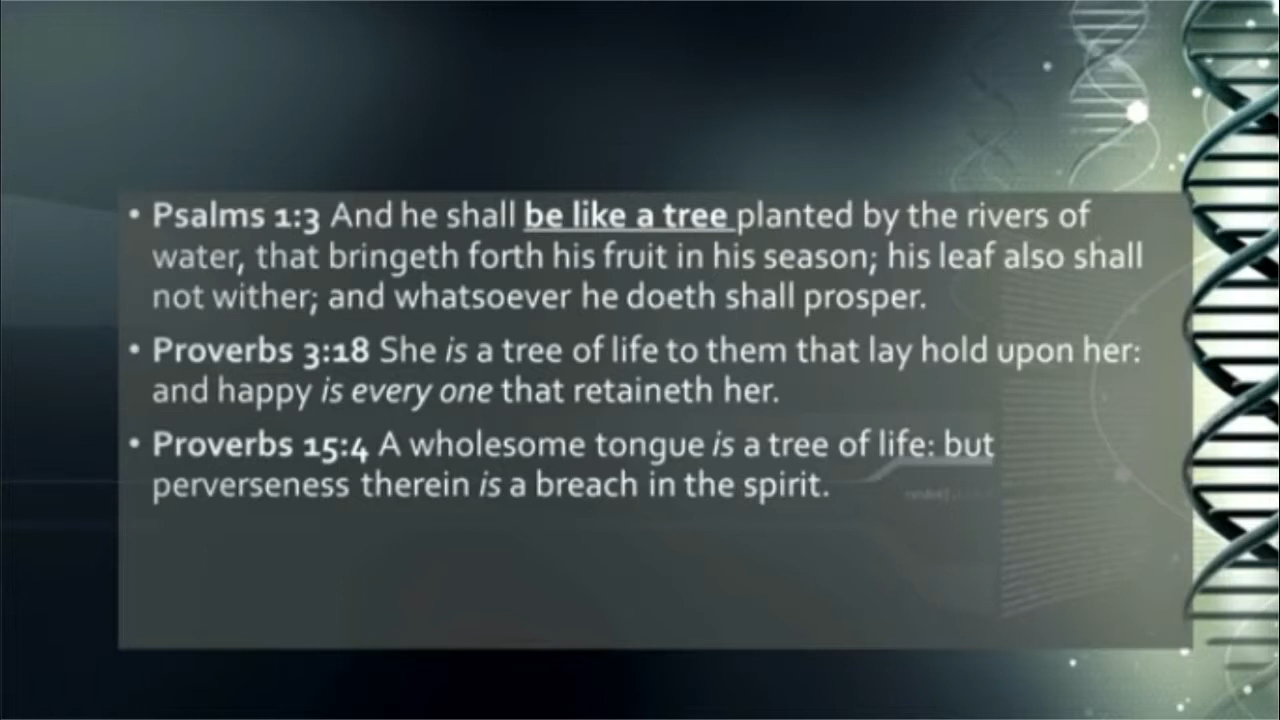 • Psalms 1:3 And he shall be like a tree planted by the rivers of
water, that bringeth forth his fruit in his season; his leaf also shall
not wither; and whatsoever he doeth shall prosper.
• Proverbs 3:18 She is a tree of life to them that lay hold upon her:
and happy is every one that retaineth her.
• Proverbs 15:4 A wholesome tongue is a tree of life: but
perverseness therein is a breach in the spirit.